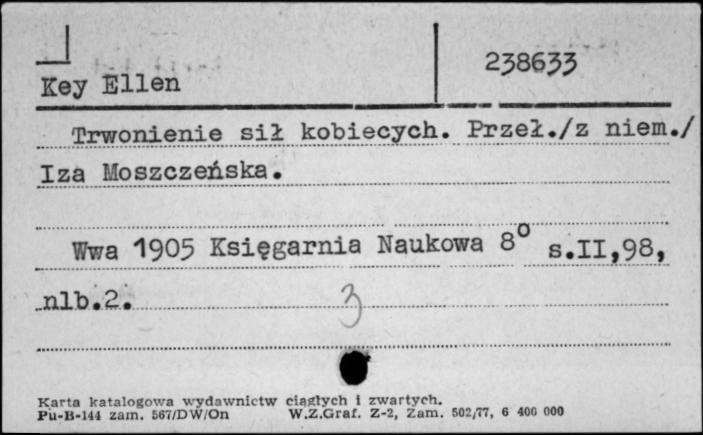 238633
Key Ellen
Trwonienie sił kobiecych. Przeł./z niem./
Iza Moszczeńska.
Wwa 1905 Księgarnia Naukowa 8° s.II,98,
nlb.2.
3
Karta katalogowa wydawnictw ciągłych i zwartych.
Pu-B-144 zam. 567/DW/On W.Z.Graf. Z-2, Zam. 502/77, 6 400 000